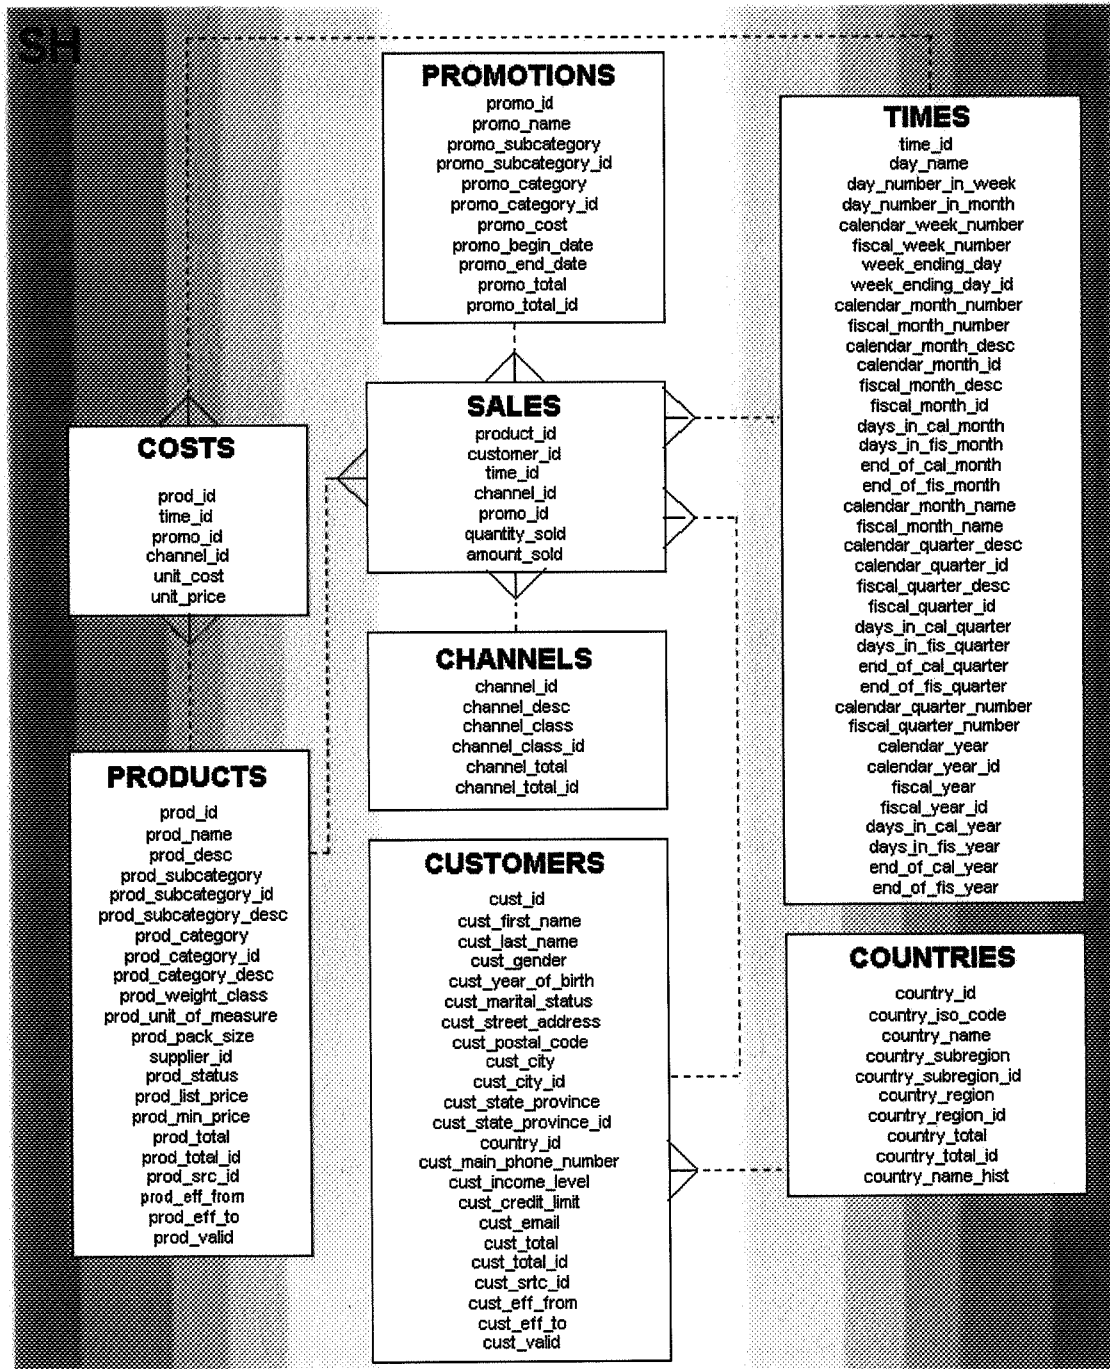 SH
PROMOTIONS
promo_id
promo_name
promo_subcategory
promo_subcategory_id
promo_category
promo_category_id
promo_cost
promo_begin_date
promo_end_date
promo_total
promo_total_id
TIMES
time_id
day_name
day_number_in_week
day_number_in_month
calendar_week_number
fiscal_week_number
week_ending_day
week_ending_day_id
calendar_month_number
fiscal_month_number
calendar_month_desc
calendar_month_id
fiscal_month_desc
fiscal_month_id
days_in_cal_month
days_in_fis_month
end_of_cal_month
end_of_fis_month
calendar_month_name
fiscal_month_name
calendar_quarter_desc
calendar_quarter_id
fiscal_quarter_desc
fiscal_quarter_id
days_in_cal_quarter
days_in_fis_quarter
end_of_cal_quarter
end_of_fis_quarter
calendar_quarter_number
fiscal_quarter_number
calendar_year
calendar_year_id
fiscal_year
fiscal_year_id
days_in_cal_year
days_in_fis_year
end_of_cal_year
end_of_fis_year
SALES
product_id
customer_id
time_id
channel_id
promo_id
quantity_sold
amount_sold
COSTS
prod_id
time_id
promo_id
channel_id
unit_cost
unit_price
CHANNELS
channel_id
channel_desc
channel_class
channel_class_id
channel_total
channel_total_id
PRODUCTS
prod_id
prod_name
prod_desc
prod_subcategory
prod_subcategory_id
prod_subcategory_desc
prod_category
prod_category_id
prod_category_desc
prod_weight_class
prod_unit_of_measure
prod_pack_size
supplier_id
prod_status
prod_list_price
prod_min_price
prod_total
prod_total_id
prod_src_id
prod_eff_from
prod_eff_to
prod_valid
CUSTOMERS
cust_id
cust_first_name
cust_last_name
cust_gender
cust_year_of_birth
cust_marital_status
cust_street_address
cust_postal_code
cust_city
cust_city_id
cust_state_province
cust_state_province_id
country_id
cust_main_phone_number
cust_income_level
cust_credit_limit
cust_email
cust_total
cust_total_id
cust_srtc_id
cust_eff_from
cust_eff_to
cust_valid
COUNTRIES
country_id
country_iso_code
country_name
country_subregion
country_subregion_id
country_region
country_region_id
country_total
country_total_id
country_name_hist